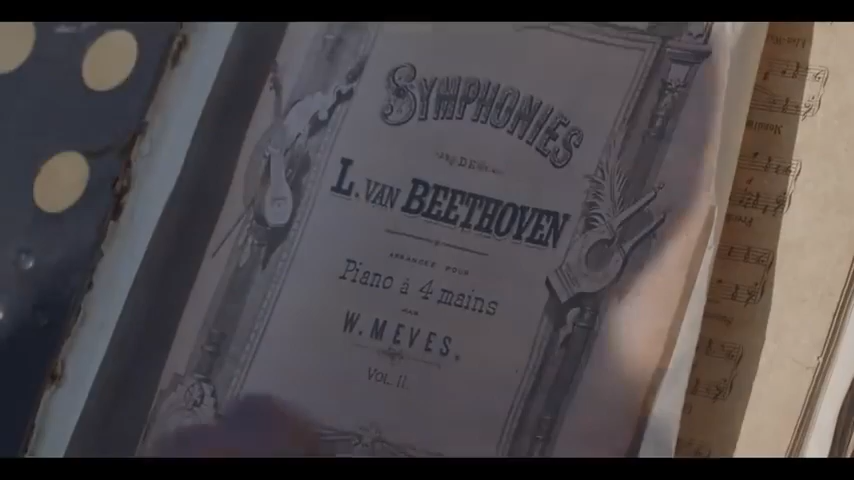 SYMPHONIES
DE
L. VAN BEETHOVEN
ARRANGÉES POUR
Piano à 4 mains
PAR
W. MEVES.
VOL. II.